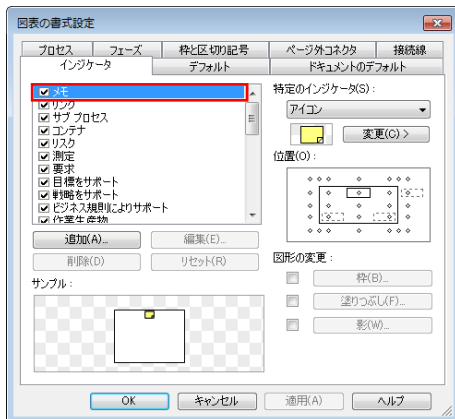 図表の書式設定
プロセス フェーズ 枠と区切り記号 ページ外コネクタ 接続線
インジケータ デフォルト ドキュメントのデフォルト
メモ
リンク
サブ プロセス
コンテナ
リスク
測定
要求
目標をサポート
戦略をサポート
ビジネス規則によりサポート
作業生産物
追加(A)... 編集(E)...
削除(D) リセット(R)
サンプル :
特定のインジケータ(S) :
アイコン
変更(C) >
位置(O) :
図形の変更 :
枠(B)...
塗りつぶし(F)...
影(W)...
OK キャンセル 適用(A) ヘルプ